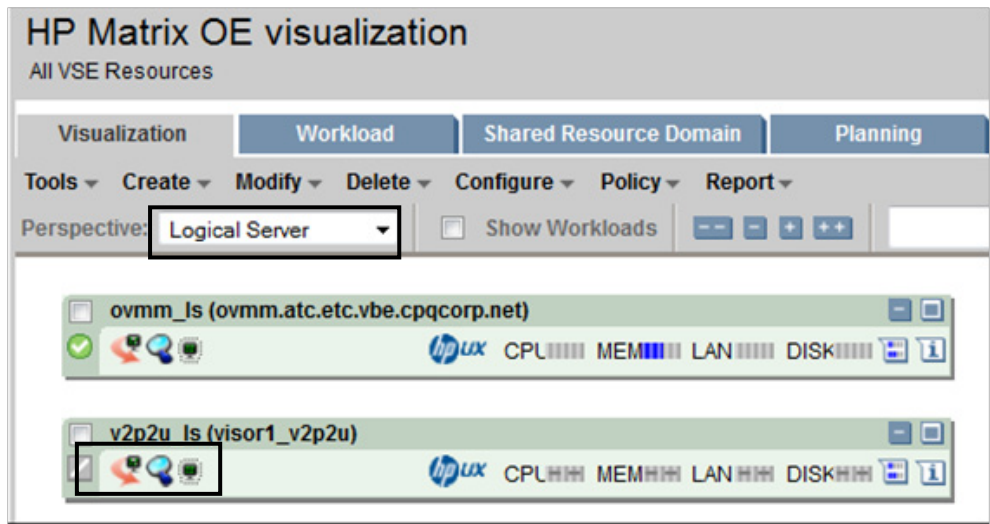 HP Matrix OE visualization
All VSE Resources
Visualization Workload Shared Resource Domain Planning
Tools Create Modify Delete Configure Policy Report
Perspective: Logical Server Show Workloads
ovmm_ls (ovmm.atc.etc.vbe.cpqcorp.net)
hp UX CPU MEM LAN DISK
v2p2u_ls (visor1_v2p2u)
hp UX CPU MEM LAN DISK